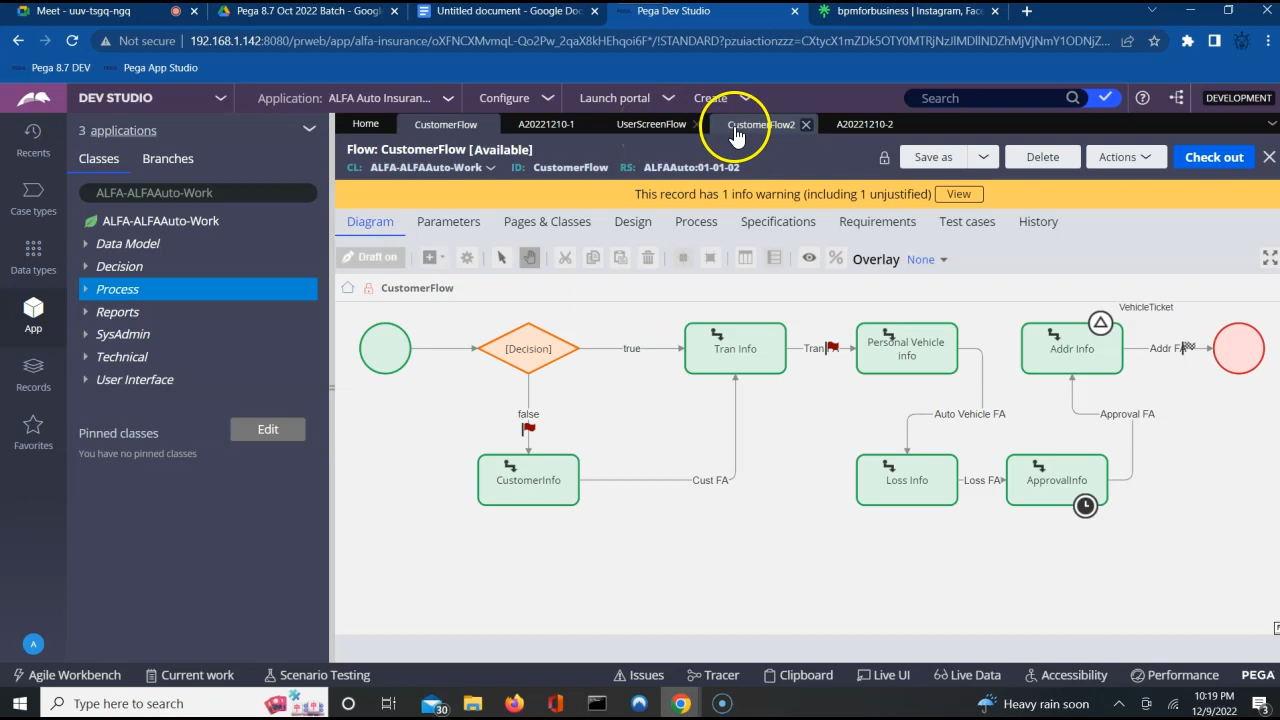 Meet - uuv-tsgq-ngq
Pega 8.7 Oct 2022 Batch - Googl
Untitled document - Google Doc
Pega Dev Studio
bpmforbusiness | Instagram, Face
Not secure
192.168.1.142:8080/prweb/app/alfa-insurance/oXFNCXMvmqL-Qo2Pw_2qaX8kHEhqoi6F*/!STANDARD?pzuiactionzzz=CXtycX1mZDk5OTY0MTRjNzJlMDllNDZhMjVjNmY1ODNjZ...
Pega 8.7 DEV
Pega App Studio
DEV STUDIO
Application:
ALFA Auto Insuran...
Configure
Launch portal
Create
Search
DEVELOPMENT
3 applications
Home
CustomerFlow
A20221210-1
UserScreenFlow
CustomerFlow2
A20221210-2
Recents
Classes
Branches
Flow: CustomerFlow [Available]
CL: ALFA-ALFAAuto-Work
ID: CustomerFlow
RS: ALFAAuto:01-01-02
Save as
Delete
Actions
Check out
ALFA-ALFAAuto-Work
This record has 1 info warning (including 1 unjustified)
View
Case types
ALFA-ALFAAuto-Work
Diagram
Parameters
Pages & Classes
Design
Process
Specifications
Requirements
Test cases
History
Data Model
Data types
Decision
Draft on
Overlay
None
Process
CustomerFlow
App
Reports
VehicleTicket
SysAdmin
[Decision]
true
Tran Info
Tran
Personal Vehicle
info
Addr Info
Addr FA
Technical
Records
User Interface
false
Auto Vehicle FA
Approval FA
Favorites
Pinned classes
Edit
You have no pinned classes
CustomerInfo
Cust FA
Loss Info
Loss FA
ApprovalInfo
A
Agile Workbench
Current work
Scenario Testing
Issues
Tracer
Clipboard
Live UI
Live Data
Accessibility
Performance
PEGA
Type here to search
30
Heavy rain soon
10:19 PM
12/9/2022
3